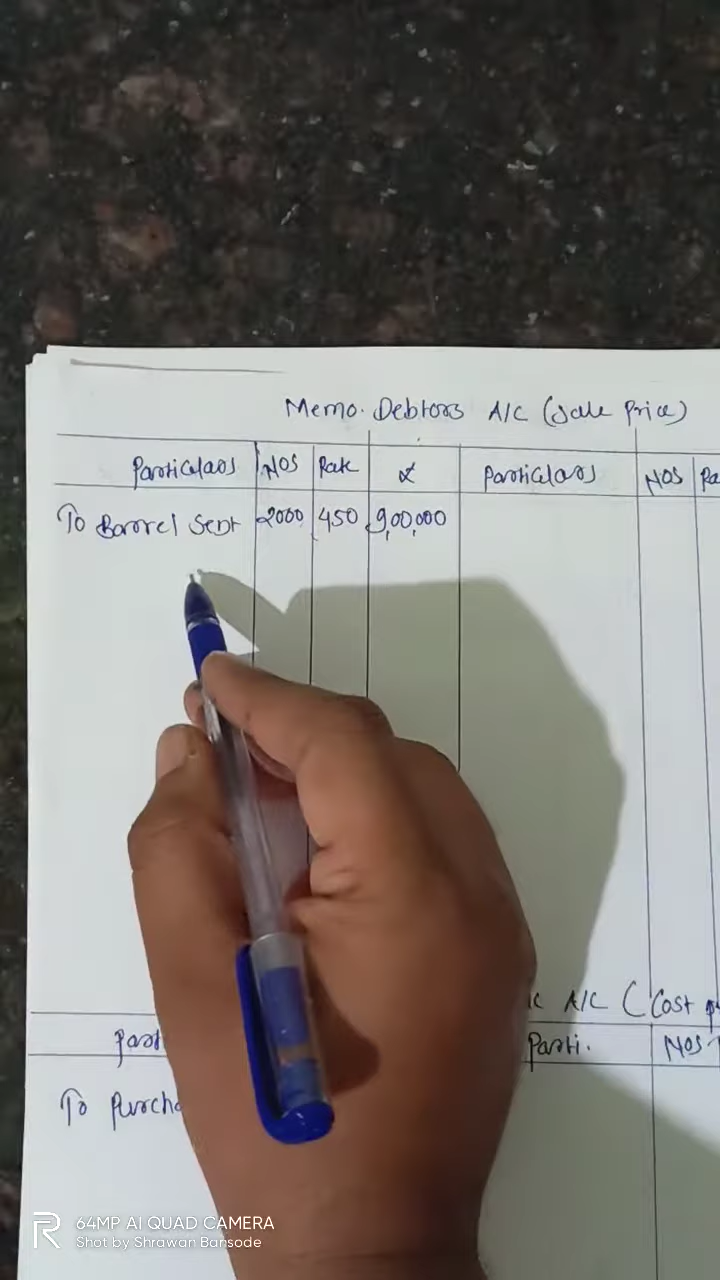 Memo. Debtors A/C (Sale Price)
Particulars NOS Rate ₹ Particulars NOS
To Barrel Sent 2000 450 9,00,000
A/C (Cost
Parti. NOS
To
64MP AI QUAD CAMERA
Shot by Shrawan Bansode